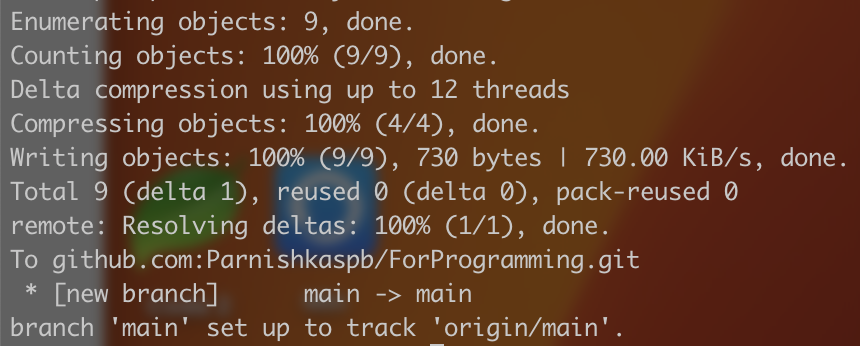 Enumerating objects: 9, done.
Counting objects: 100% (9/9), done.
Delta compression using up to 12 threads
Compressing objects: 100% (4/4), done.
Writing objects: 100% (9/9), 730 bytes | 730.00 KiB/s, done.
Total 9 (delta 1), reused 0 (delta 0), pack-reused 0
remote: Resolving deltas: 100% (1/1), done.
To github.com:Parnishkaspb/ForProgramming.git
 * [new branch]      main -> main
branch 'main' set up to track 'origin/main'.